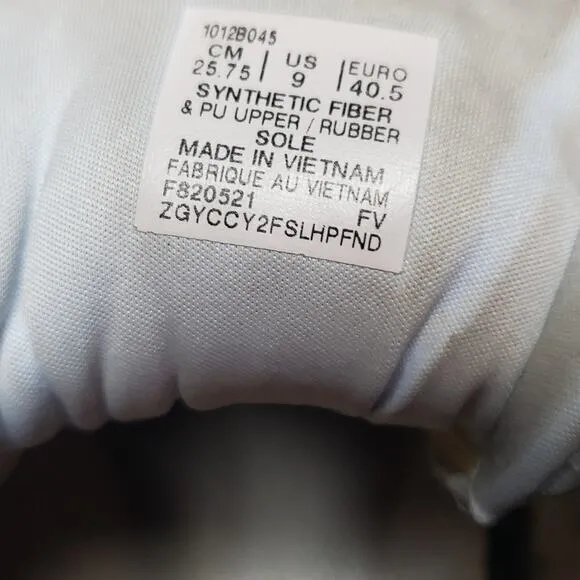 1012B045
CM US EURO
25.75 | 9 | 40.5
SYNTHETIC FIBER
& PU UPPER / RUBBER
SOLE
MADE IN VIETNAM
FABRIQUE AU VIETNAM
F820521 FV
ZGYCCY2FSLHPFND